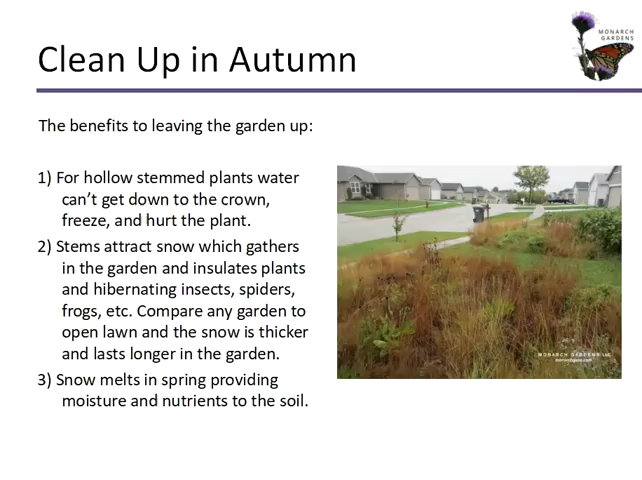 MONARCH
GARDENS
Clean Up in Autumn
The benefits to leaving the garden up:
1) For hollow stemmed plants water
can’t get down to the crown,
freeze, and hurt the plant.
2) Stems attract snow which gathers
in the garden and insulates plants
and hibernating insects, spiders,
frogs, etc. Compare any garden to
open lawn and the snow is thicker
and lasts longer in the garden.
3) Snow melts in spring providing
moisture and nutrients to the soil.
MONARCH GARDENS LLC
monarchgard.com